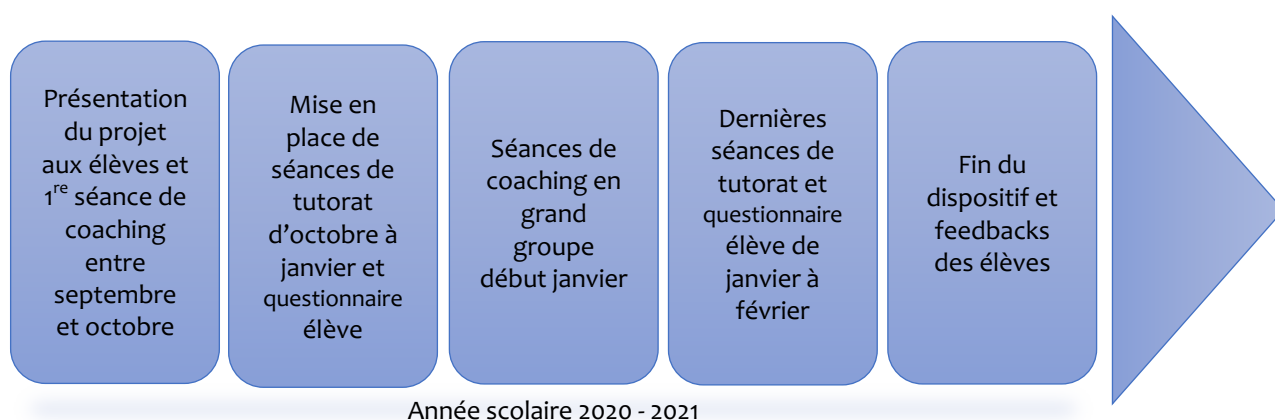 Présentation
du projet
aux élèves et
1re séance de
coaching
entre
septembre
et octobre
Mise en
place de
séances de
tutorat
d’octobre à
janvier et
questionnaire
élève
Séances de
coaching en
grand
groupe
début janvier
Dernières
séances de
tutorat et
questionnaire
élève de
janvier à
février
Fin du
dispositif et
feedbacks
des élèves
Année scolaire 2020 - 2021